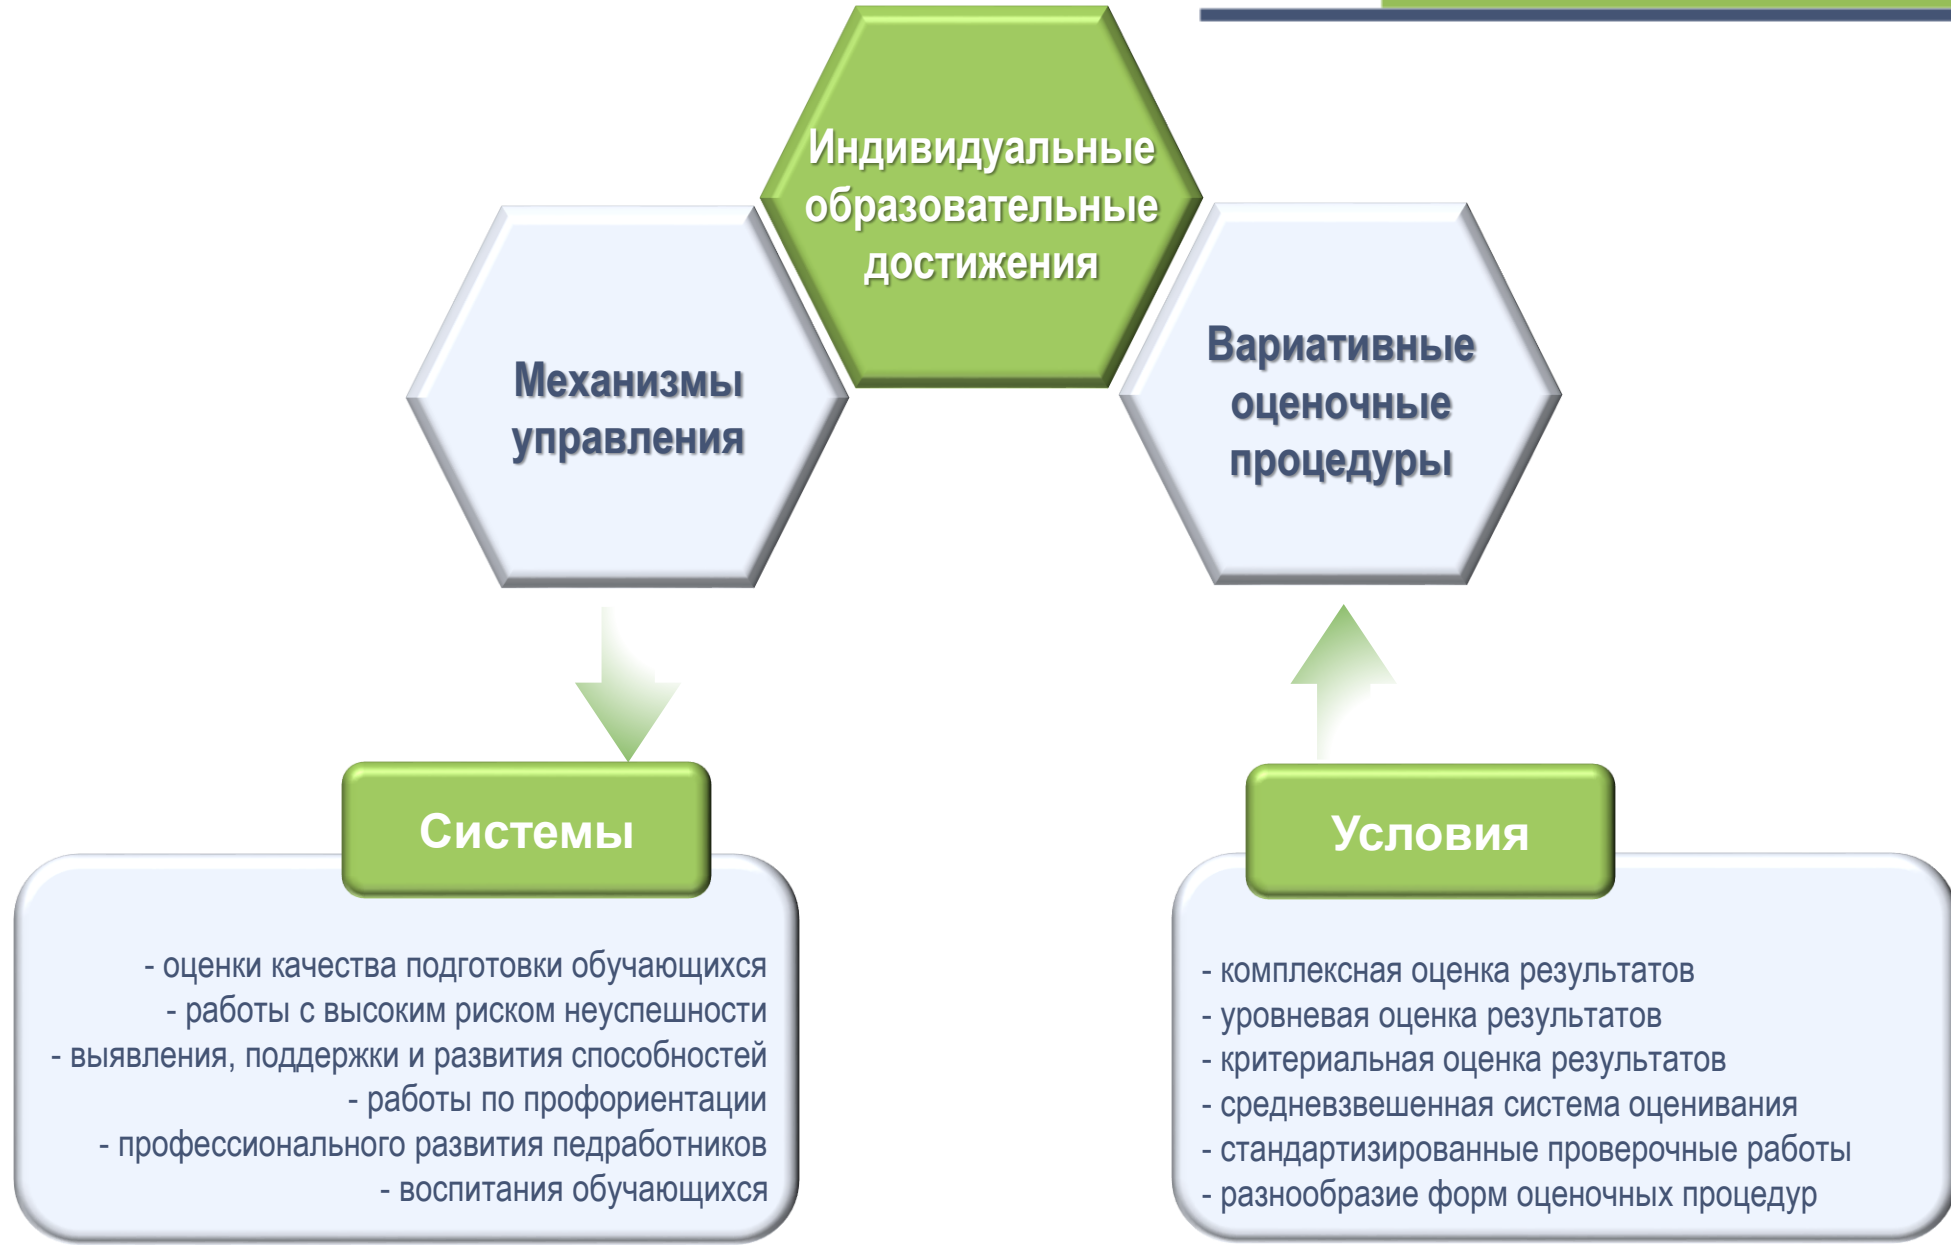 Индивидуальные
образовательные
достижения
Механизмы
управления
Вариативные
оценочные
процедуры
Системы
- оценки качества подготовки обучающихся
- работы с высоким риском неуспешности
- выявления, поддержки и развития способностей
- работы по профориентации
- профессионального развития педработников
- воспитания обучающихся
Условия
- комплексная оценка результатов
- уровневая оценка результатов
- критериальная оценка результатов
- средневзвешенная система оценивания
- стандартизированные проверочные работы
- разнообразие форм оценочных процедур